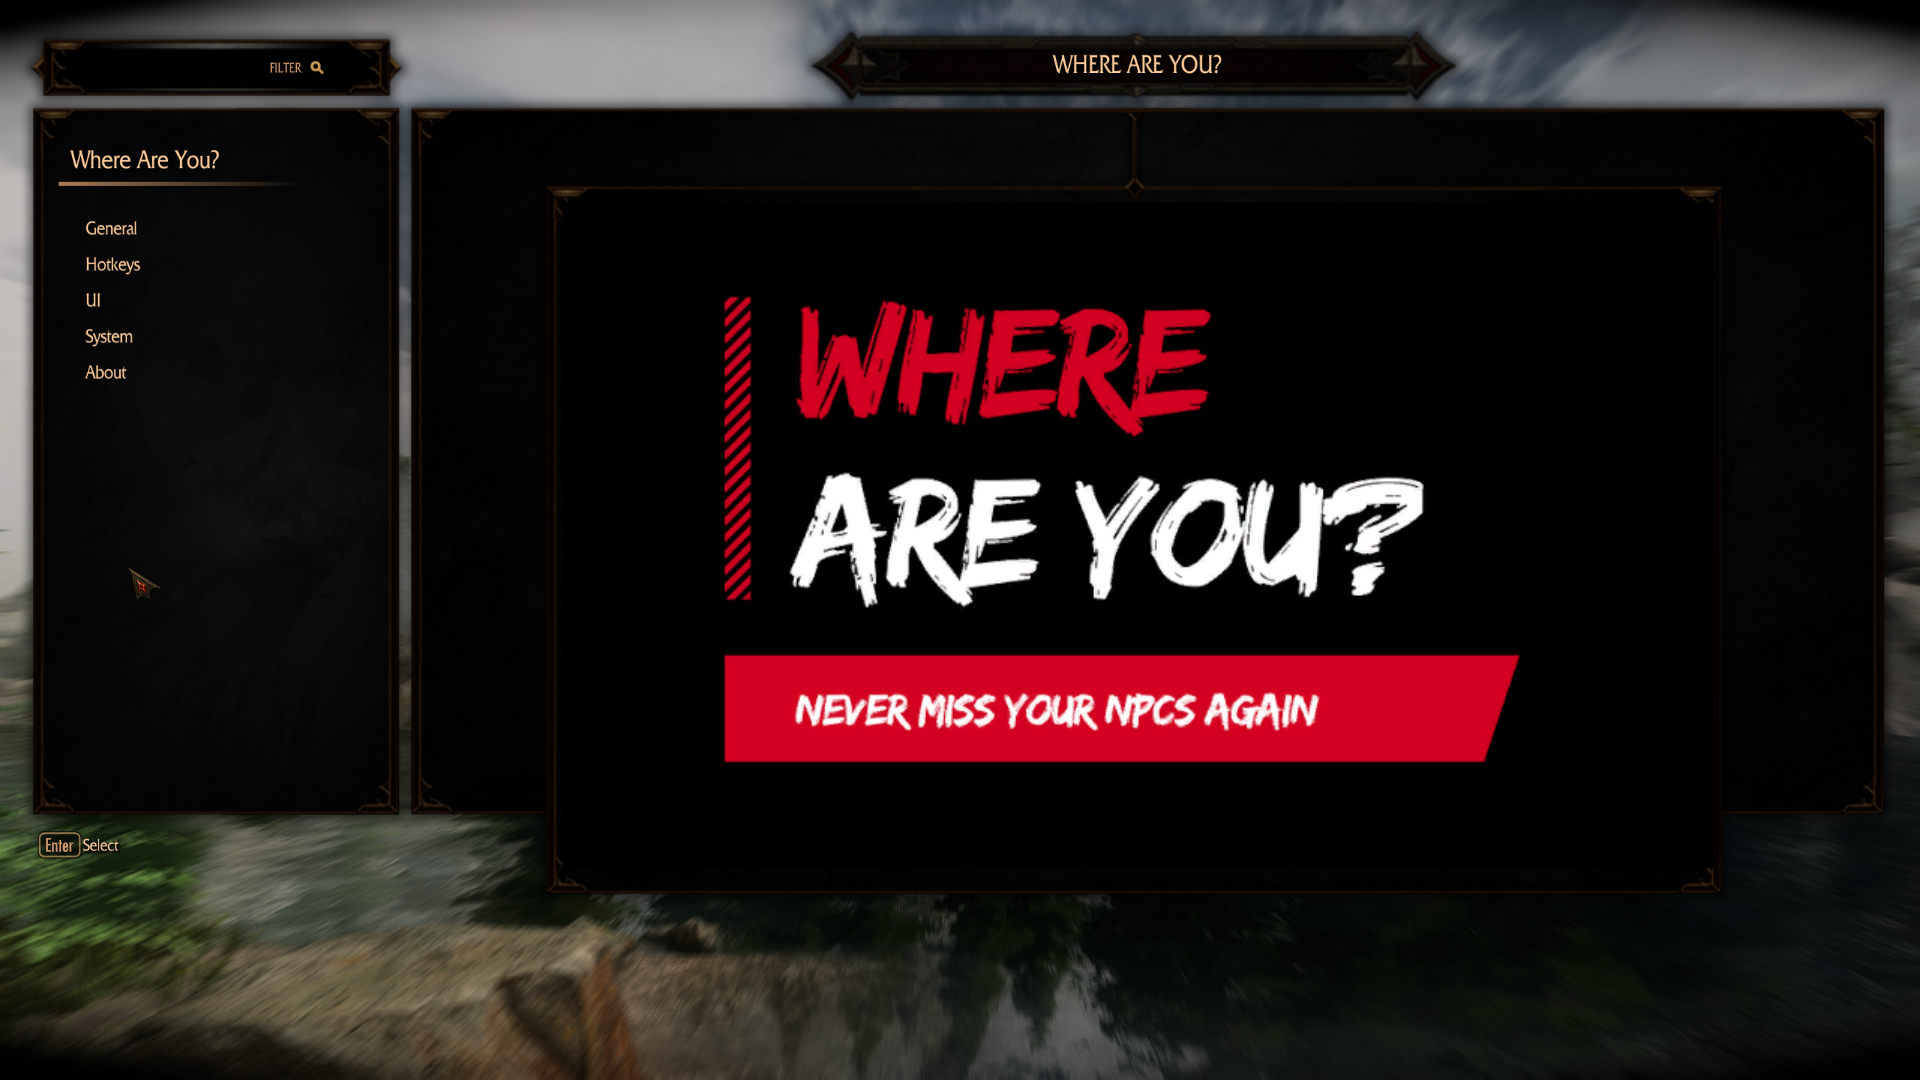 FILTER
WHERE ARE YOU?
Where Are You?
General
Hotkeys
UI
System
About
WHERE
ARE YOU?
NEVER MISS YOUR NPCS AGAIN
Enter Select